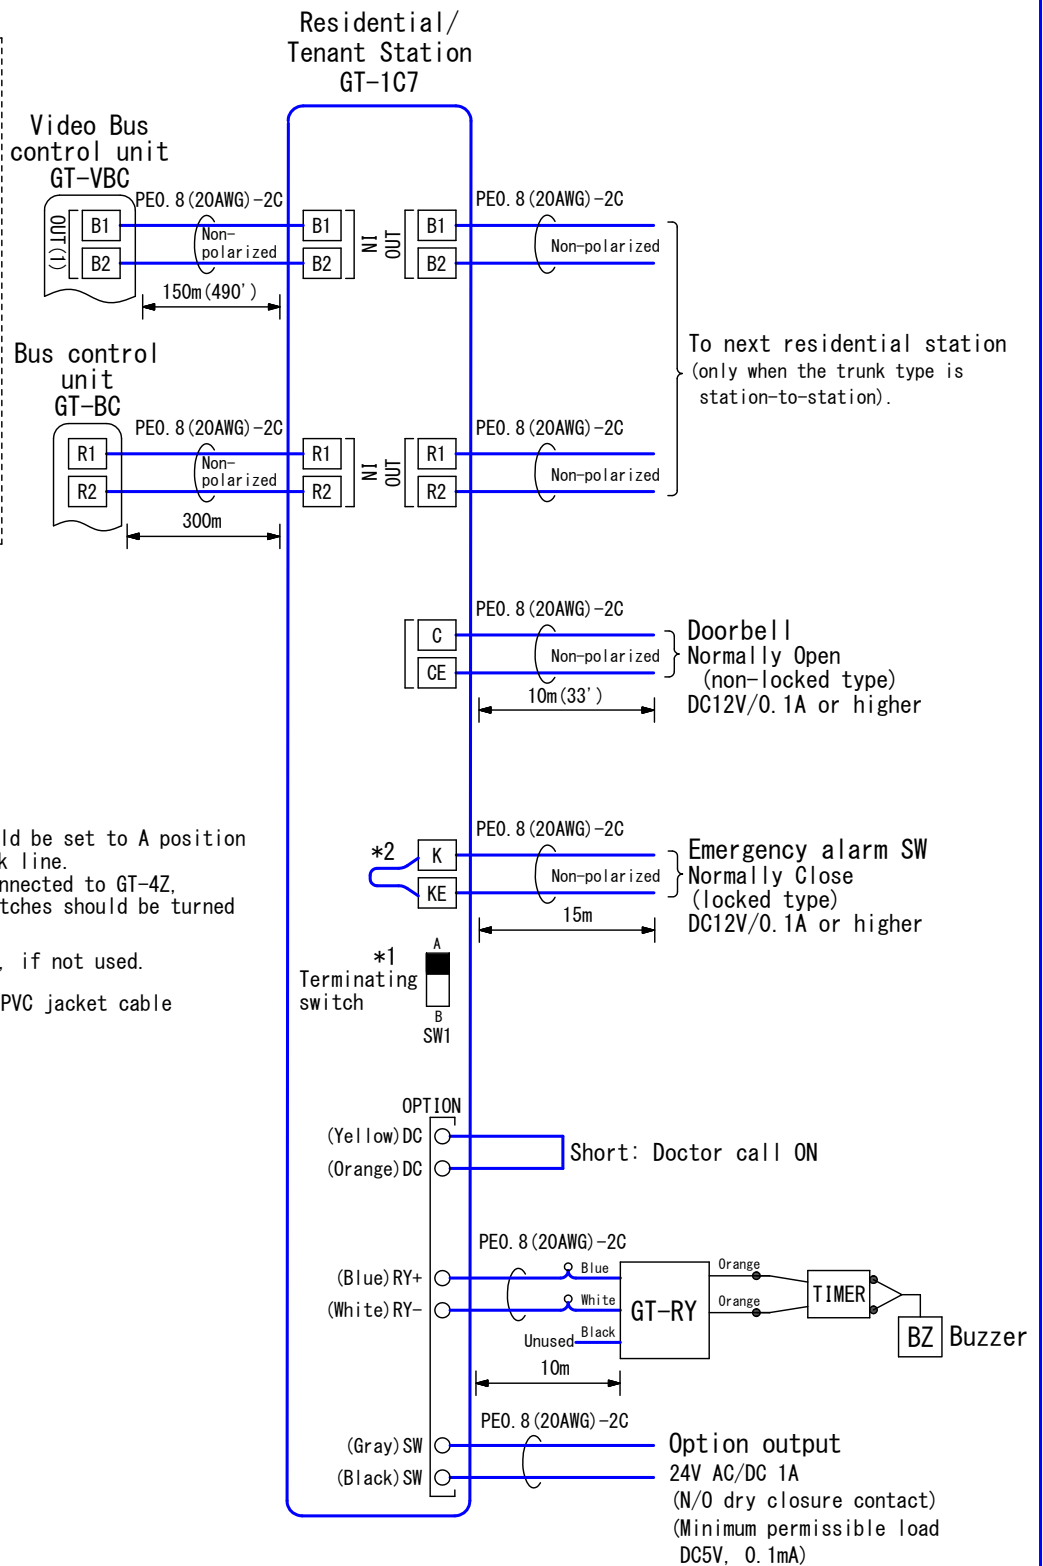 Residential/
Tenant Station
GT-1C7
Video Bus
control unit
GT-VBC
PE0.8(20AWG)-2C
PE0.8(20AWG)-2C
OUT(1)
B1
B2
Non-
polarized
B1
B2
IN
OUT
B1
B2
Non-polarized
150m(490')
To next residential station
(only when the trunk type is
station-to-station).
Bus control
unit
GT-BC
PE0.8(20AWG)-2C
PE0.8(20AWG)-2C
R1
R2
Non-
polarized
R1
R2
IN
OUT
R1
R2
Non-polarized
300m
PE0.8(20AWG)-2C
C
CE
Non-polarized
10m(33')
Doorbell
Normally Open
(non-locked type)
DC12V/0.1A or higher
be set to A position
line.
to GT-4Z,
should be turned
, if not used.
PVC jacket cable
PE0.8(20AWG)-2C
*2
K
KE
Non-polarized
15m
Emergency alarm SW
Normally Close
(locked type)
DC12V/0.1A or higher
*1
Terminating
switch
A
B
SW1
OPTION
(Yellow)DC
(Orange)DC
Short: Doctor call ON
PE0.8(20AWG)-2C
(Blue)RY+
(White)RY-
Blue
White
Unused
Black
GT-RY
Orange
Orange
TIMER
BZ
Buzzer
10m
PE0.8(20AWG)-2C
(Gray)SW
(Black)SW
Option output
24V AC/DC 1A
(N/O dry closure contact)
(Minimum permissible load
DC5V, 0.1mA)